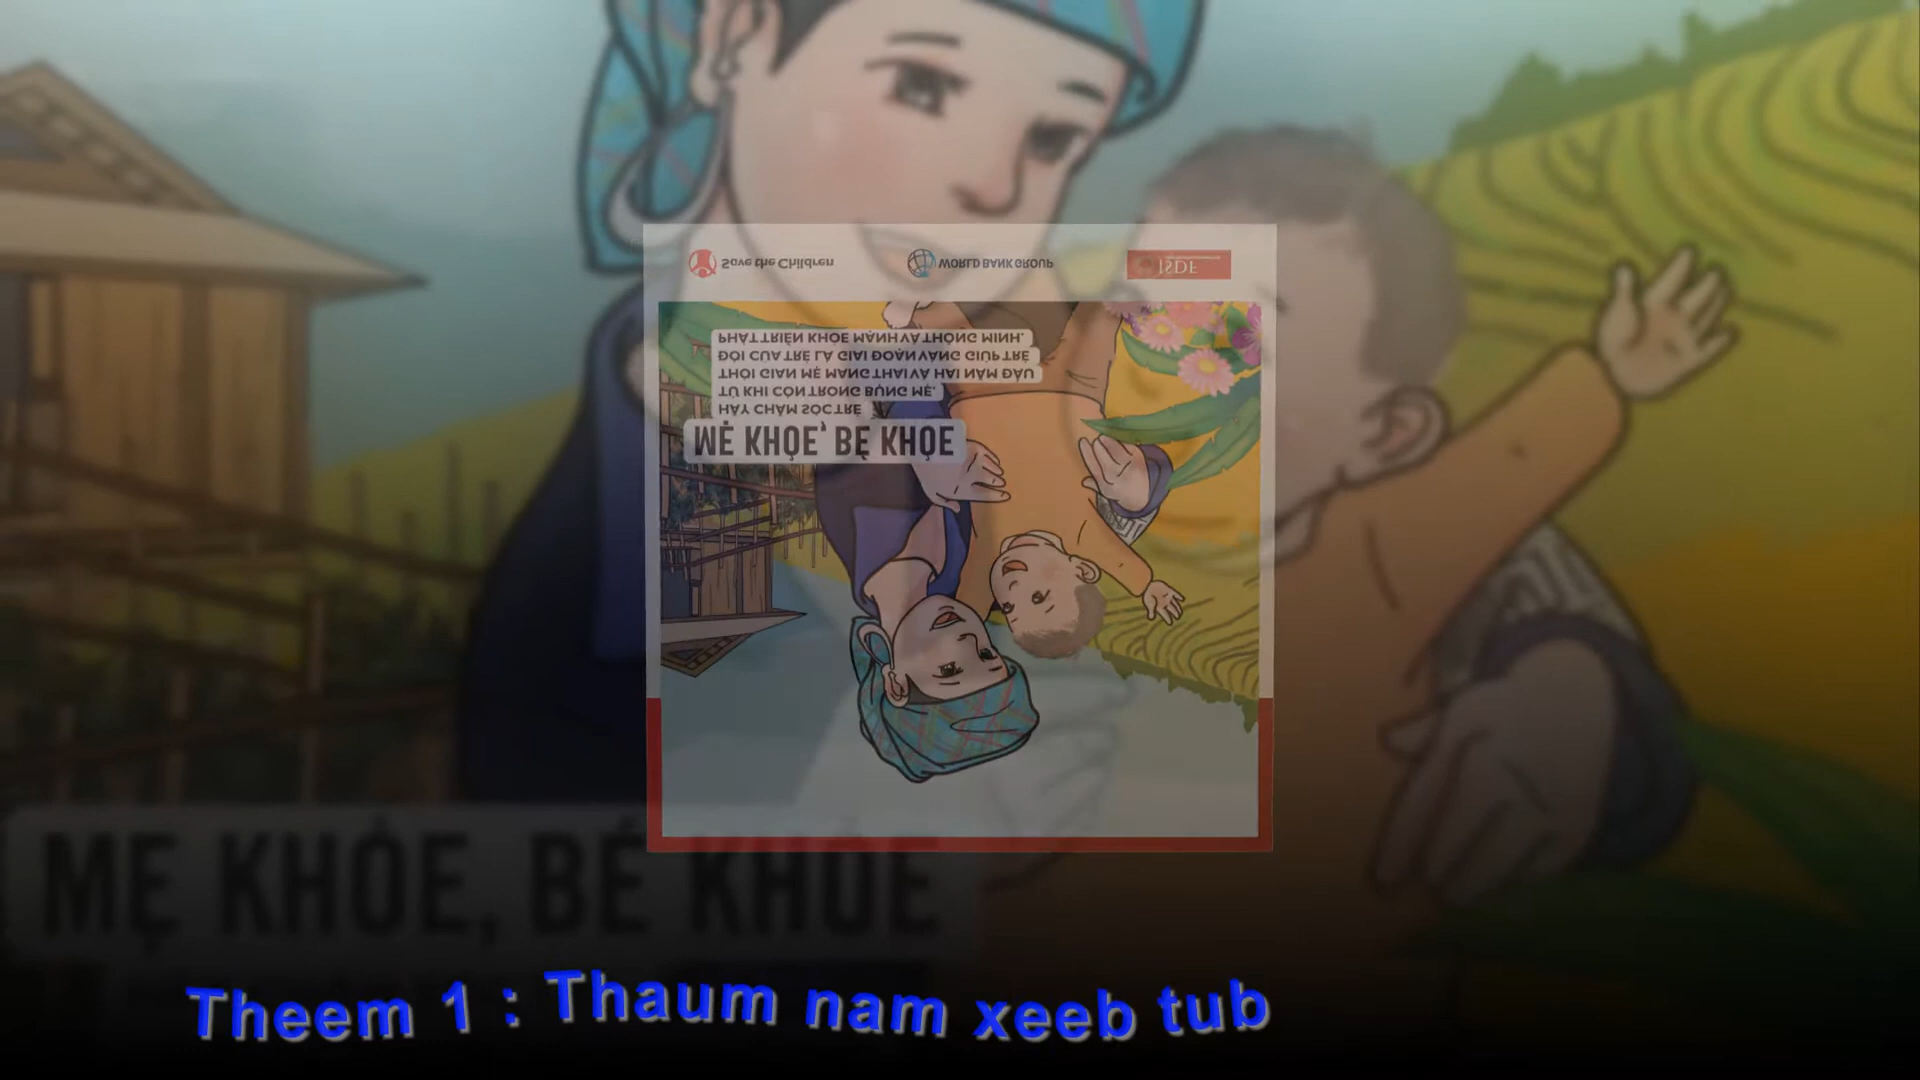 MẸ KHỎE, BÉ KHỎE
HÃY CHĂM SÓC TRẺ
TỪ KHI CÒN TRONG BỤNG MẸ.
THỜI GIAN MẸ MANG THAI VÀ HAI NĂM ĐẦU
ĐỜI CỦA TRẺ LÀ GIAI ĐOẠN VÀNG GIÚP TRẺ
PHÁT TRIỂN KHỎE MẠNH VÀ THÔNG MINH.
Save the Children
WORLD BANK GROUP
MẸ KHỎE, BÉ KHỎE
Theem 1 : Thaum nam xeeb tub